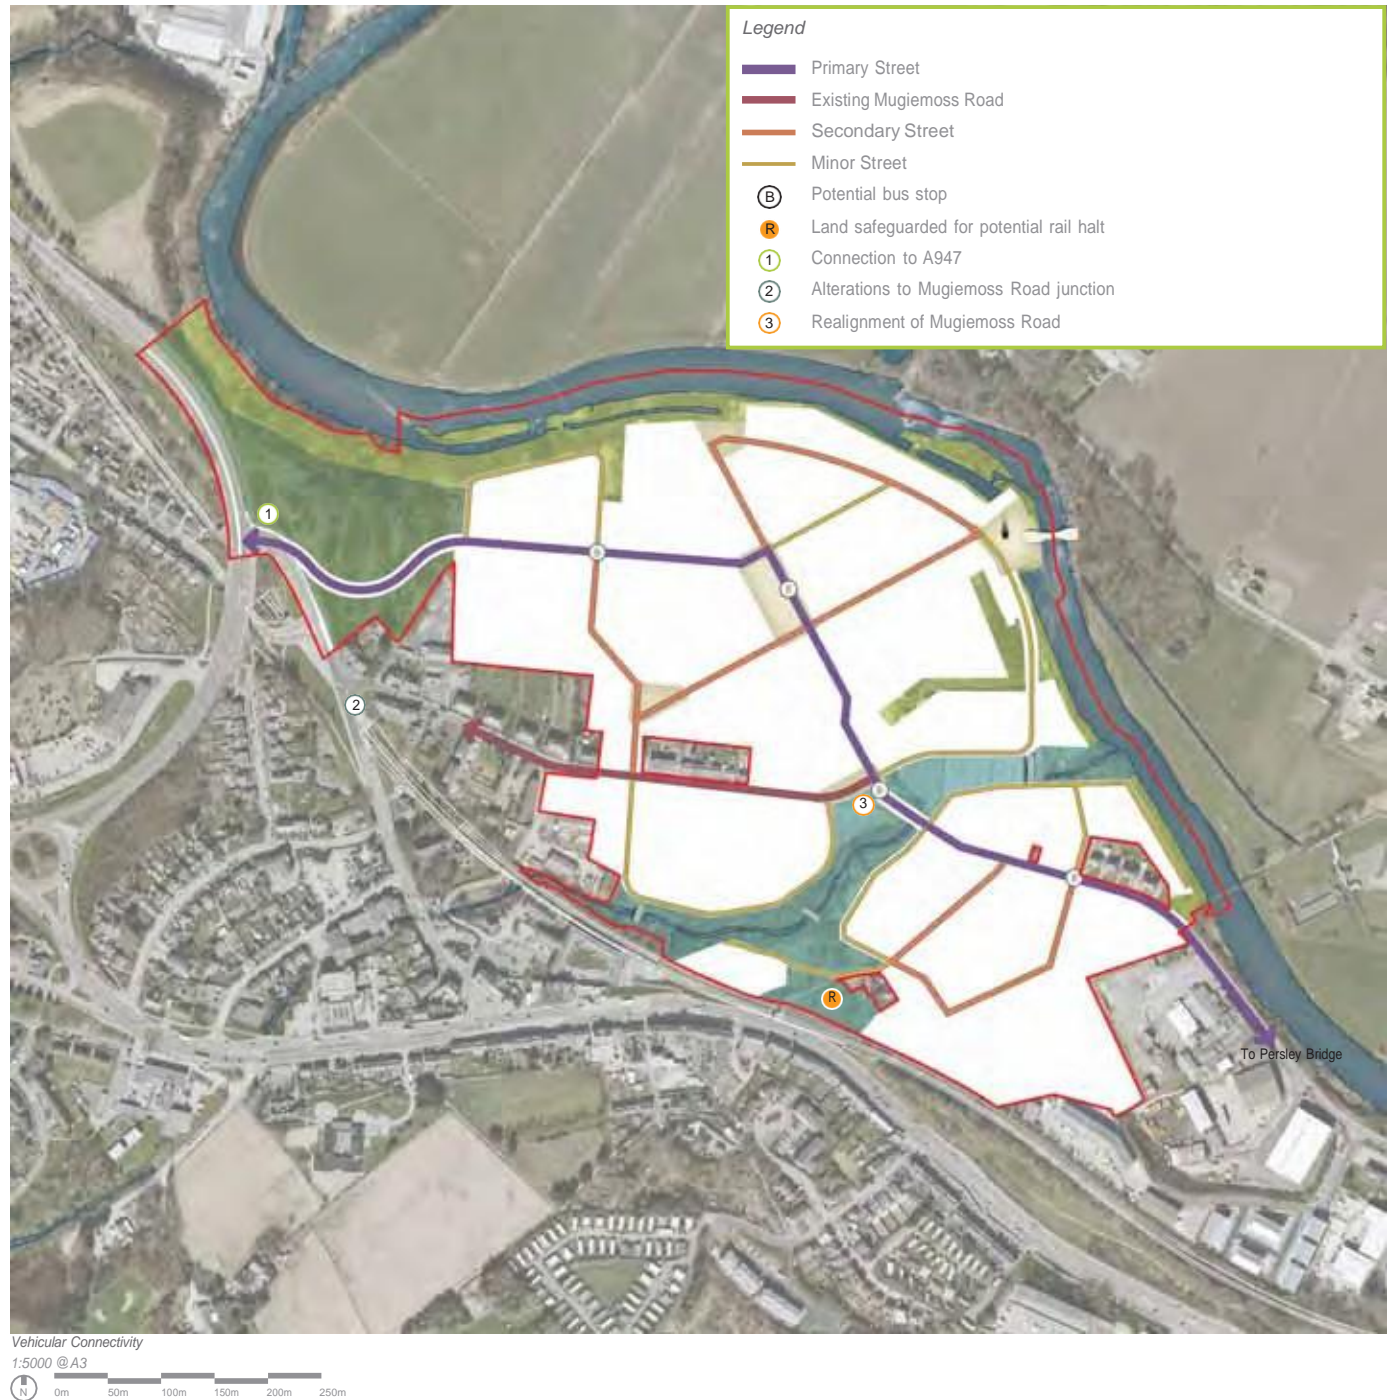 Legend
Primary Street
Existing Mugiemoss Road
Secondary Street
Minor Street
B Potential bus stop
R Land safeguarded for potential rail halt
1 Connection to A947
2 Alterations to Mugiemoss Road junction
3 Realignment of Mugiemoss Road
1
2
3
R
To Persley Bridge
Vehicular Connectivity
1:5000 @A3
N 0m 50m 100m 150m 200m 250m